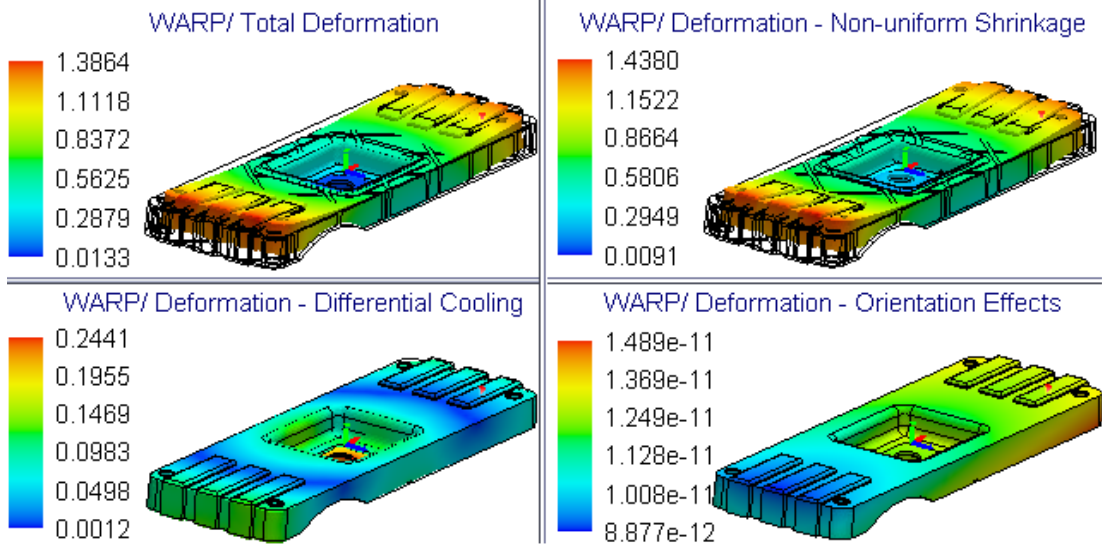 WARP/ Total Deformation
1.3864
1.1118
0.8372
0.5625
0.2879
0.0133
WARP/ Deformation - Non-uniform Shrinkage
1.4380
1.1522
0.8664
0.5806
0.2949
0.0091
WARP/ Deformation - Differential Cooling
0.2441
0.1955
0.1469
0.0983
0.0498
0.0012
WARP/ Deformation - Orientation Effects
1.489e-11
1.369e-11
1.249e-11
1.128e-11
1.008e-11
8.877e-12